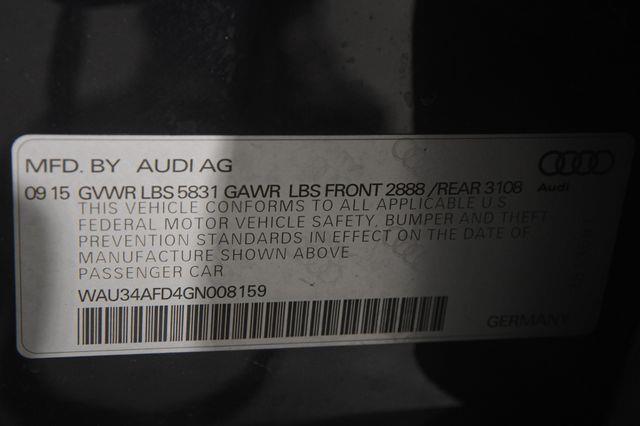 MFD. BY AUDI AG
09 15 GVWR LBS 5831 GAWR LBS FRONT 2888 /REAR 3108
Audi
THIS VEHICLE CONFORMS TO ALL APPLICABLE U.S
FEDERAL MOTOR VEHICLE SAFETY, BUMPER AND THEFT
PREVENTION STANDARDS IN EFFECT ON THE DATE OF
MANUFACTURE SHOWN ABOVE
PASSENGER CAR
WAU34AFD4GN008159
GERMANY